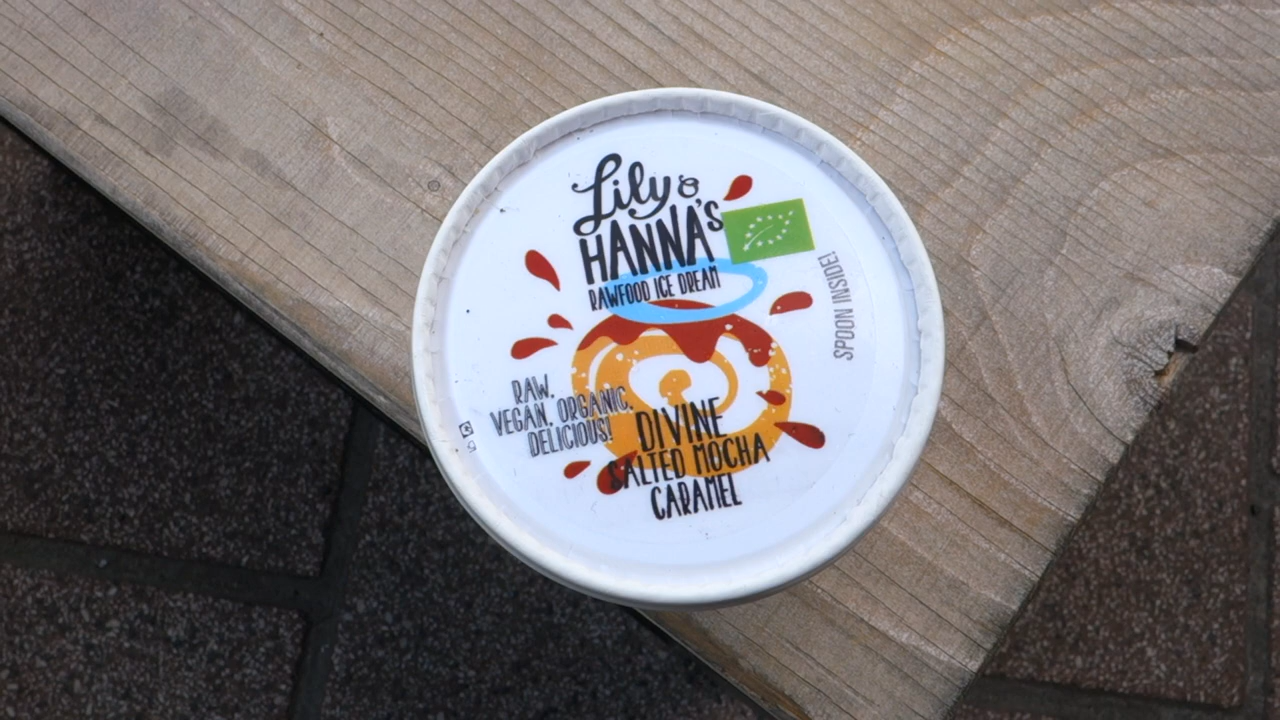 Lily &
HANNA'S
RAWFOOD ICE DREAM
SPOON INSIDE!
RAW,
VEGAN, ORGANIC,
DELICIOUS!
DIVINE
SALTED MOCHA
CARAMEL